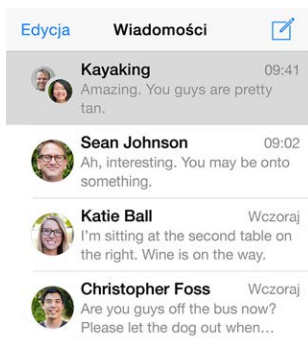 Edycja Wiadomości
Kayaking 09:41
Amazing. You guys are pretty
tan.
Sean Johnson 09:02
Ah, interesting. You may be onto
something.
Katie Ball Wczoraj
I'm sitting at the second table on
the right. Wine is on the way.
Christopher Foss Wczoraj
Are you guys off the bus now?
Please let the dog out when…